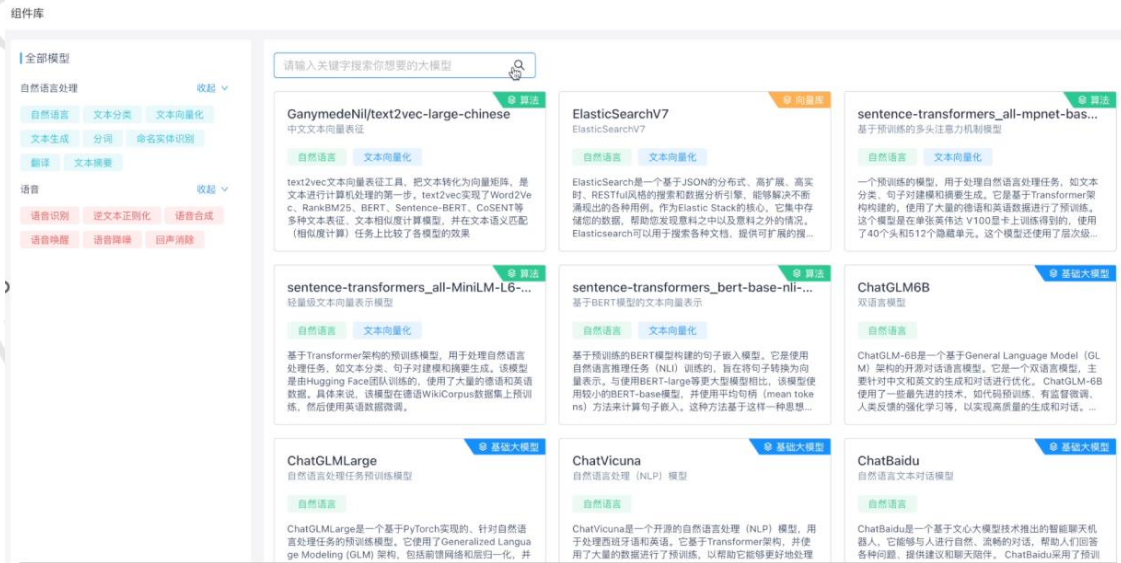 组件库
全部模型
自然语言处理 收起
自然语言 文本分类 文本向量化
文本生成 分词 命名实体识别
翻译 文本摘要
语音 收起
语音识别 逆文本正则化 语音合成
语音唤醒 语音降噪 回声消除
请输入关键字搜索你想要的大模型
算法
GanymedeNil/text2vec-large-chinese
中文文本向量表征
自然语言 文本向量化
text2vec文本向量表征工具，把文本转化为向量矩阵，是
文本进行计算机处理的第一步。text2vec实现了Word2Ve
c、RankBM25、BERT、Sentence-BERT、CoSENT等
多种文本表征、文本相似度计算模型，并在文本语义匹配
（相似度计算）任务上比较了各模型的效果
向量库
ElasticSearchV7
ElasticSearchV7
自然语言 文本向量化
ElasticSearch是一个基于JSON的分布式、高扩展、高实
时、RESTful风格的搜索和数据分析引擎，能够解决不断
涌现出的各种用例。作为Elastic Stack的核心，它集中存
储您的数据，帮助您发现意料之中以及意料之外的情况。
Elasticsearch可以用于搜索各种文档，提供可扩展的搜...
算法
sentence-transformers_all-mpnet-bas...
基于预训练的多头注意力机制模型
自然语言 文本向量化
一个预训练的模型，用于处理自然语言处理任务，如文本
分类、句子对建模和摘要生成。它是基于Transformer架
构构建的，使用了大量的德语和英语数据进行了预训练。
这个模型是在单张英伟达 V100显卡上训练得到的，使用
了40个头和512个隐藏单元。这个模型还使用了层次级...
算法
sentence-transformers_all-MiniLM-L6-...
轻量级文本向量表示模型
自然语言 文本向量化
基于Transformer架构的预训练模型，用于处理自然语言
处理任务，如文本分类、句子对建模和摘要生成。该模型
是由Hugging Face团队训练的，使用了大量的德语和英语
数据。具体来说，该模型在德语WikiCorpus数据集上预训
练，然后使用英语数据微调。
算法
sentence-transformers_bert-base-nli-...
基于BERT模型的文本向量表示
自然语言 文本向量化
基于预训练的BERT模型构建的句子嵌入模型。它是使用
自然语言推理任务（NLI）训练的，旨在将句子转换为向
量表示。与使用BERT-large等更大型模型相比，该模型使
用较小的BERT-base模型，并使用平均句柄（mean toke
ns）方法来计算句子嵌入。这种方法基于这样一种思想...
基础大模型
ChatGLM6B
双语言模型
自然语言
ChatGLM-6B是一个基于General Language Model（GL
M）架构的开源对话语言模型。它是一个双语言模型，主
要针对中文和英文的生成和对话进行优化。 ChatGLM-6B
使用了一些最先进的技术，如代码预训练、有监督微调、
人类反馈的强化学习等，以实现高质量的生成和对话。...
基础大模型
ChatGLMLarge
自然语言处理任务预训练模型
自然语言
ChatGLMLarge是一个基于PyTorch实现的、针对自然语
言处理任务的预训练模型。它使用了Generalized Langua
ge Modeling (GLM) 架构，包括前馈网络和层归一化，并
基础大模型
ChatVicuna
自然语言处理（NLP）模型
自然语言
ChatVicuna是一个开源的自然语言处理（NLP）模型，用
于处理西班牙语和英语。它基于Transformer架构，并使
用了大量的数据进行了预训练，以帮助它能够更好地处理
基础大模型
ChatBaidu
自然语言文本对话模型
自然语言
ChatBaidu是一个基于文心大模型技术推出的智能聊天机
器人，它能够与人进行自然、流畅的对话，帮助人们回答
各种问题，提供建议和聊天陪伴。 ChatBaidu采用了预训